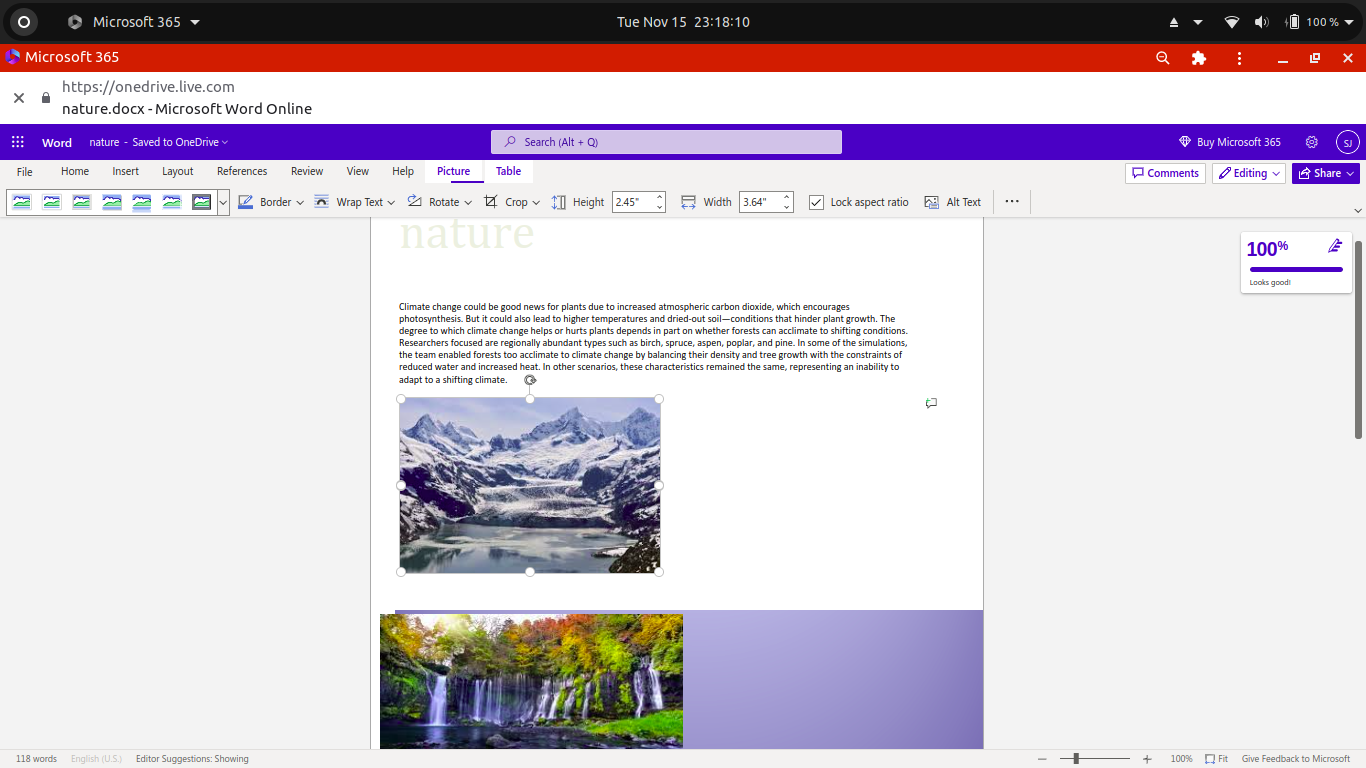 Microsoft 365
Tue Nov 15 23:18:10
100 %
Microsoft 365
https://onedrive.live.com
nature.docx - Microsoft Word Online
Word
nature - Saved to OneDrive
Search (Alt + Q)
Buy Microsoft 365
SJ
File
Home
Insert
Layout
References
Review
View
Help
Picture
Table
Comments
Editing
Share
Border
Wrap Text
Rotate
Crop
Height
2.45"
Width
3.64"
Lock aspect ratio
Alt Text
nature
100%
Looks good!
Climate change could be good news for plants due to increased atmospheric carbon dioxide, which encourages
photosynthesis. But it could also lead to higher temperatures and dried-out soil—conditions that hinder plant growth. The
degree to which climate change helps or hurts plants depends in part on whether forests can acclimate to shifting conditions.
Researchers focused are regionally abundant types such as birch, spruce, aspen, poplar, and pine. In some of the simulations,
the team enabled forests too acclimate to climate change by balancing their density and tree growth with the constraints of
reduced water and increased heat. In other scenarios, these characteristics remained the same, representing an inability to
adapt to a shifting climate.
118 words
English (U.S.)
Editor Suggestions: Showing
100%
Fit
Give Feedback to Microsoft